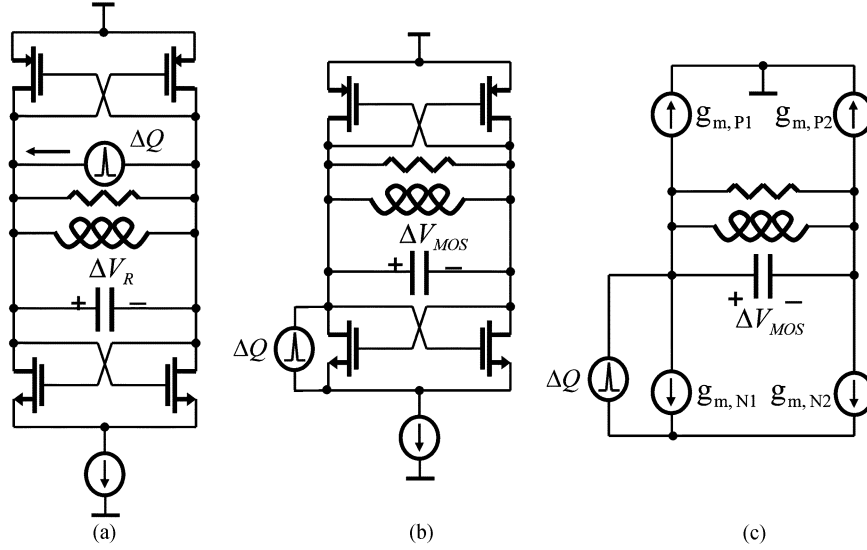 ΔQ
ΔV_R
+ −
(a)
ΔV_MOS
+ −
ΔQ
(b)
g_m, P1 g_m, P2
+ −
ΔV_MOS
ΔQ
g_m, N1 g_m, N2
(c)